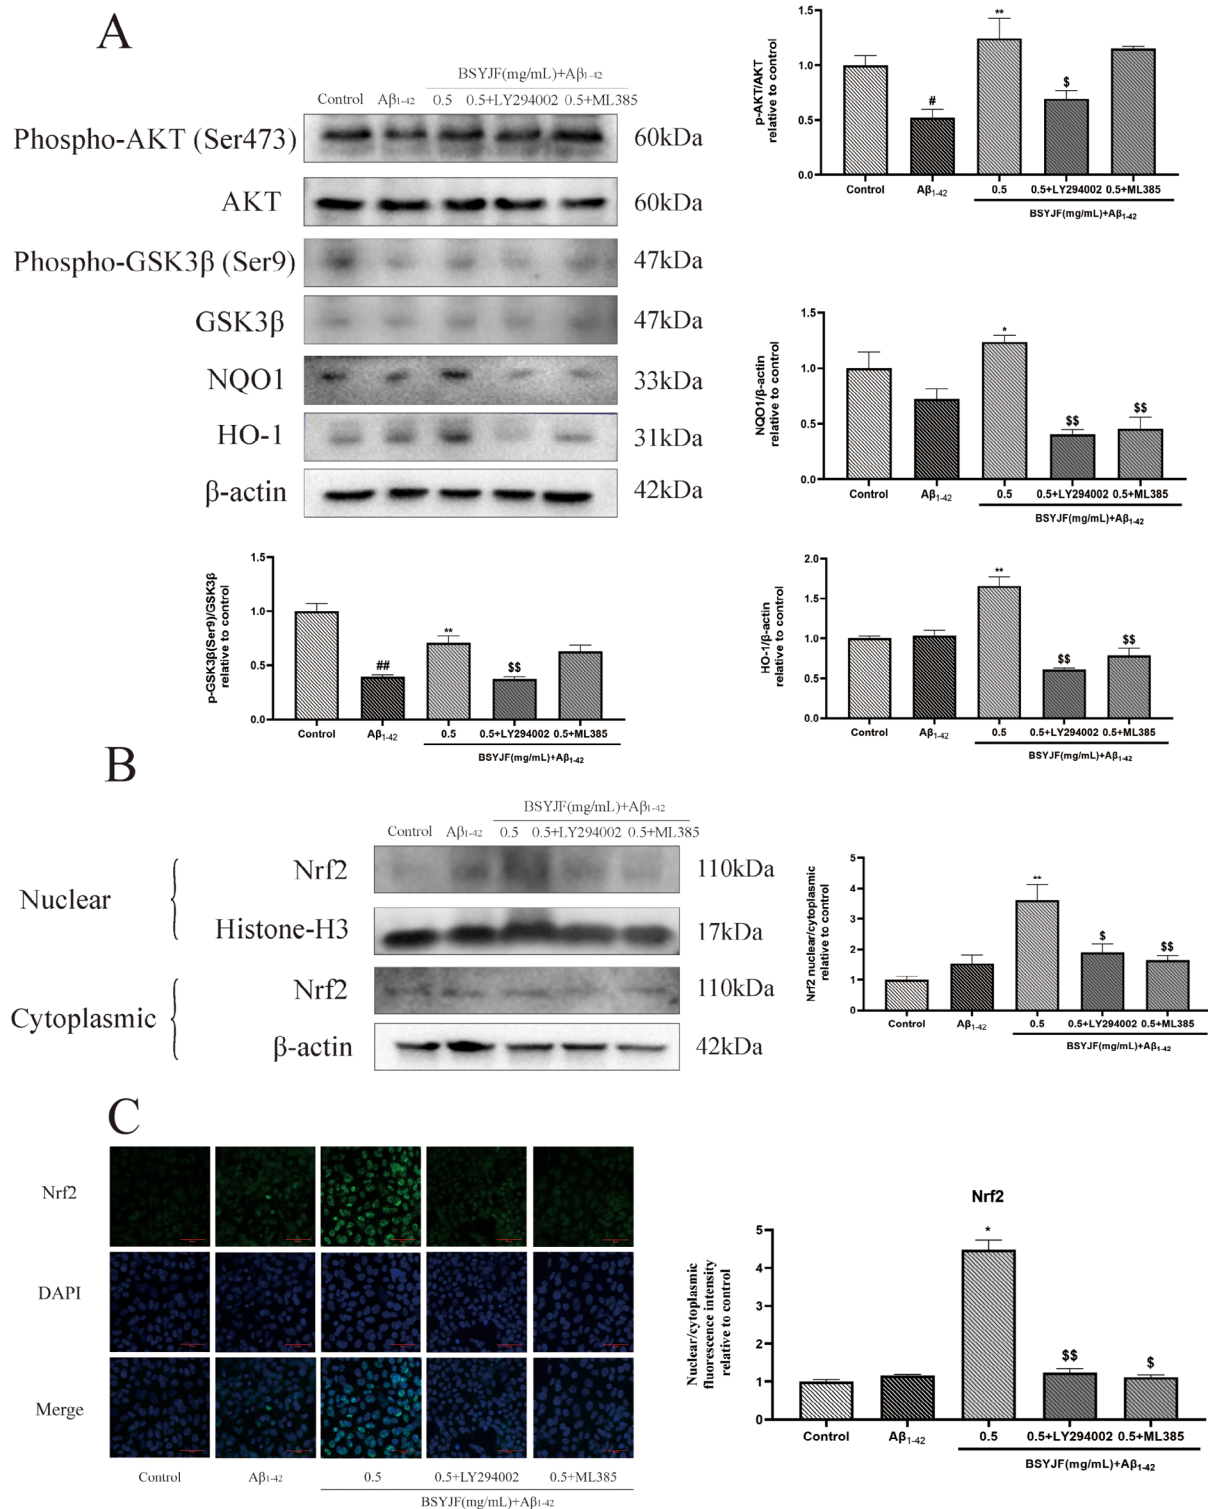 A
BSYJF(mg/mL)+Aβ1-42
Control Aβ1-42 0.5 0.5+LY294002 0.5+ML385
Phospho-AKT (Ser473) 60kDa
AKT 60kDa
Phospho-GSK3β (Ser9) 47kDa
GSK3β 47kDa
NQO1 33kDa
HO-1 31kDa
β-actin 42kDa
p-AKT/AKT
relative to control
1.5
1.0
0.5
0.0
#
**
$
Control Aβ1-42 0.5 0.5+LY294002 0.5+ML385
BSYJF(mg/mL)+Aβ1-42
NQO1/β-actin
relative to control
1.5
1.0
0.5
0.0
*
$$
$$
Control Aβ1-42 0.5 0.5+LY294002 0.5+ML385
BSYJF(mg/mL)+Aβ1-42
p-GSK3β(Ser9)/GSK3β
relative to control
1.5
1.0
0.5
0.0
##
**
$$
Control Aβ1-42 0.5 0.5+LY294002 0.5+ML385
BSYJF(mg/mL)+Aβ1-42
HO-1/β-actin
relative to control
2.0
1.5
1.0
0.5
0.0
**
$$
$$
Control Aβ1-42 0.5 0.5+LY294002 0.5+ML385
BSYJF(mg/mL)+Aβ1-42
B
BSYJF(mg/mL)+Aβ1-42
Control Aβ1-42 0.5 0.5+LY294002 0.5+ML385
Nuclear
Nrf2 110kDa
Histone-H3 17kDa
Cytoplasmic
Nrf2 110kDa
β-actin 42kDa
Nrf2 nuclear/cytoplasmic
relative to control
5
4
3
2
1
0
**
$
$$
Control Aβ1-42 0.5 0.5+LY294002 0.5+ML385
BSYJF(mg/mL)+Aβ1-42
C
Nrf2
DAPI
Merge
Control Aβ1-42 0.5 0.5+LY294002 0.5+ML385
BSYJF(mg/mL)+Aβ1-42
Nrf2
Nuclear/cytoplasmic
fluorescence intensity
relative to control
5
4
3
2
1
0
*
$$
$
Control Aβ1-42 0.5 0.5+LY294002 0.5+ML385
BSYJF(mg/mL)+Aβ1-42